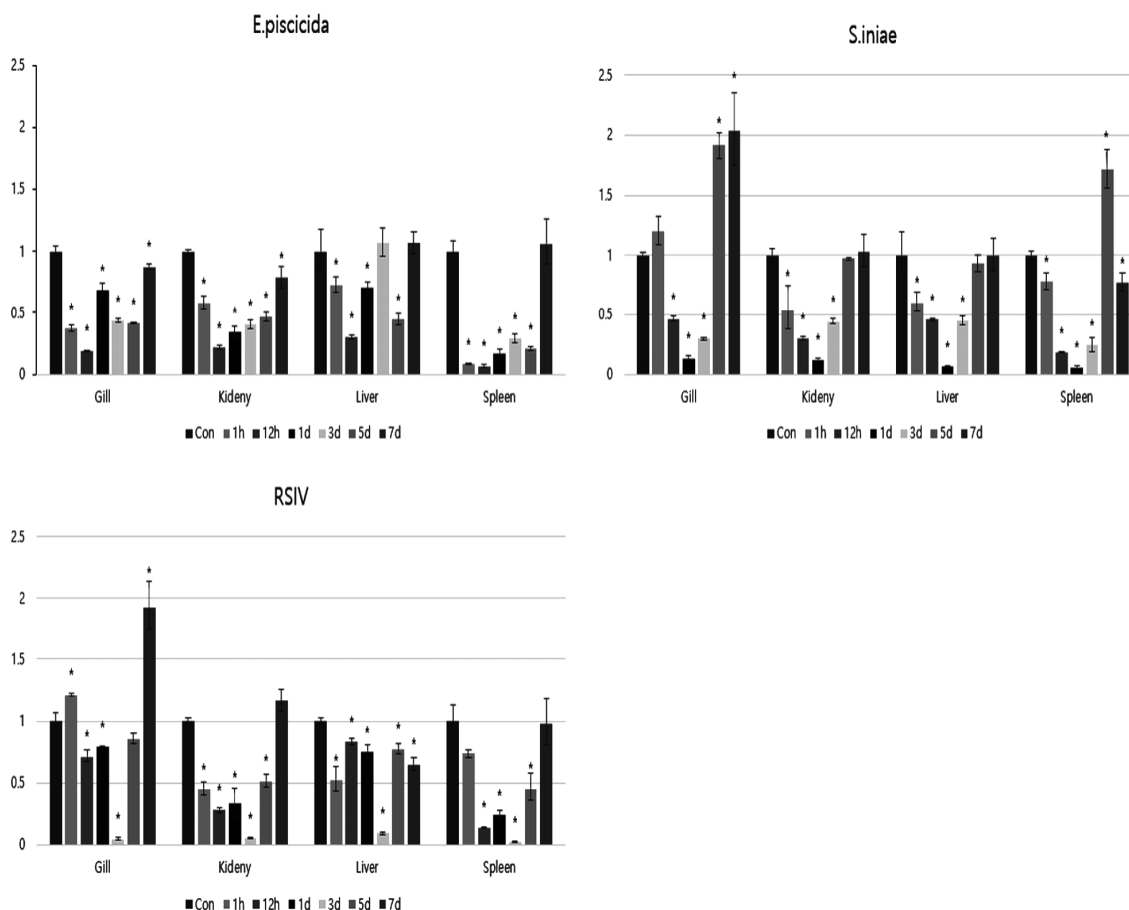 E.piscicida
2.5
2
1.5
1
0.5
0
* * * * * *
* * * * * *
* * * *
* * * * *
Gill Kideny Liver Spleen
Con 1h 12h 1d 3d 5d 7d
S.iniae
2.5
2
1.5
1
0.5
0
* * * * *
* * * *
* * * *
* * * * * *
Gill Kideny Liver Spleen
Con 1h 12h 1d 3d 5d 7d
RSIV
2.5
2
1.5
1
0.5
0
* * * * *
* * * * *
* * * * * *
* * * *
Gill Kideny Liver Spleen
Con 1h 12h 1d 3d 5d 7d